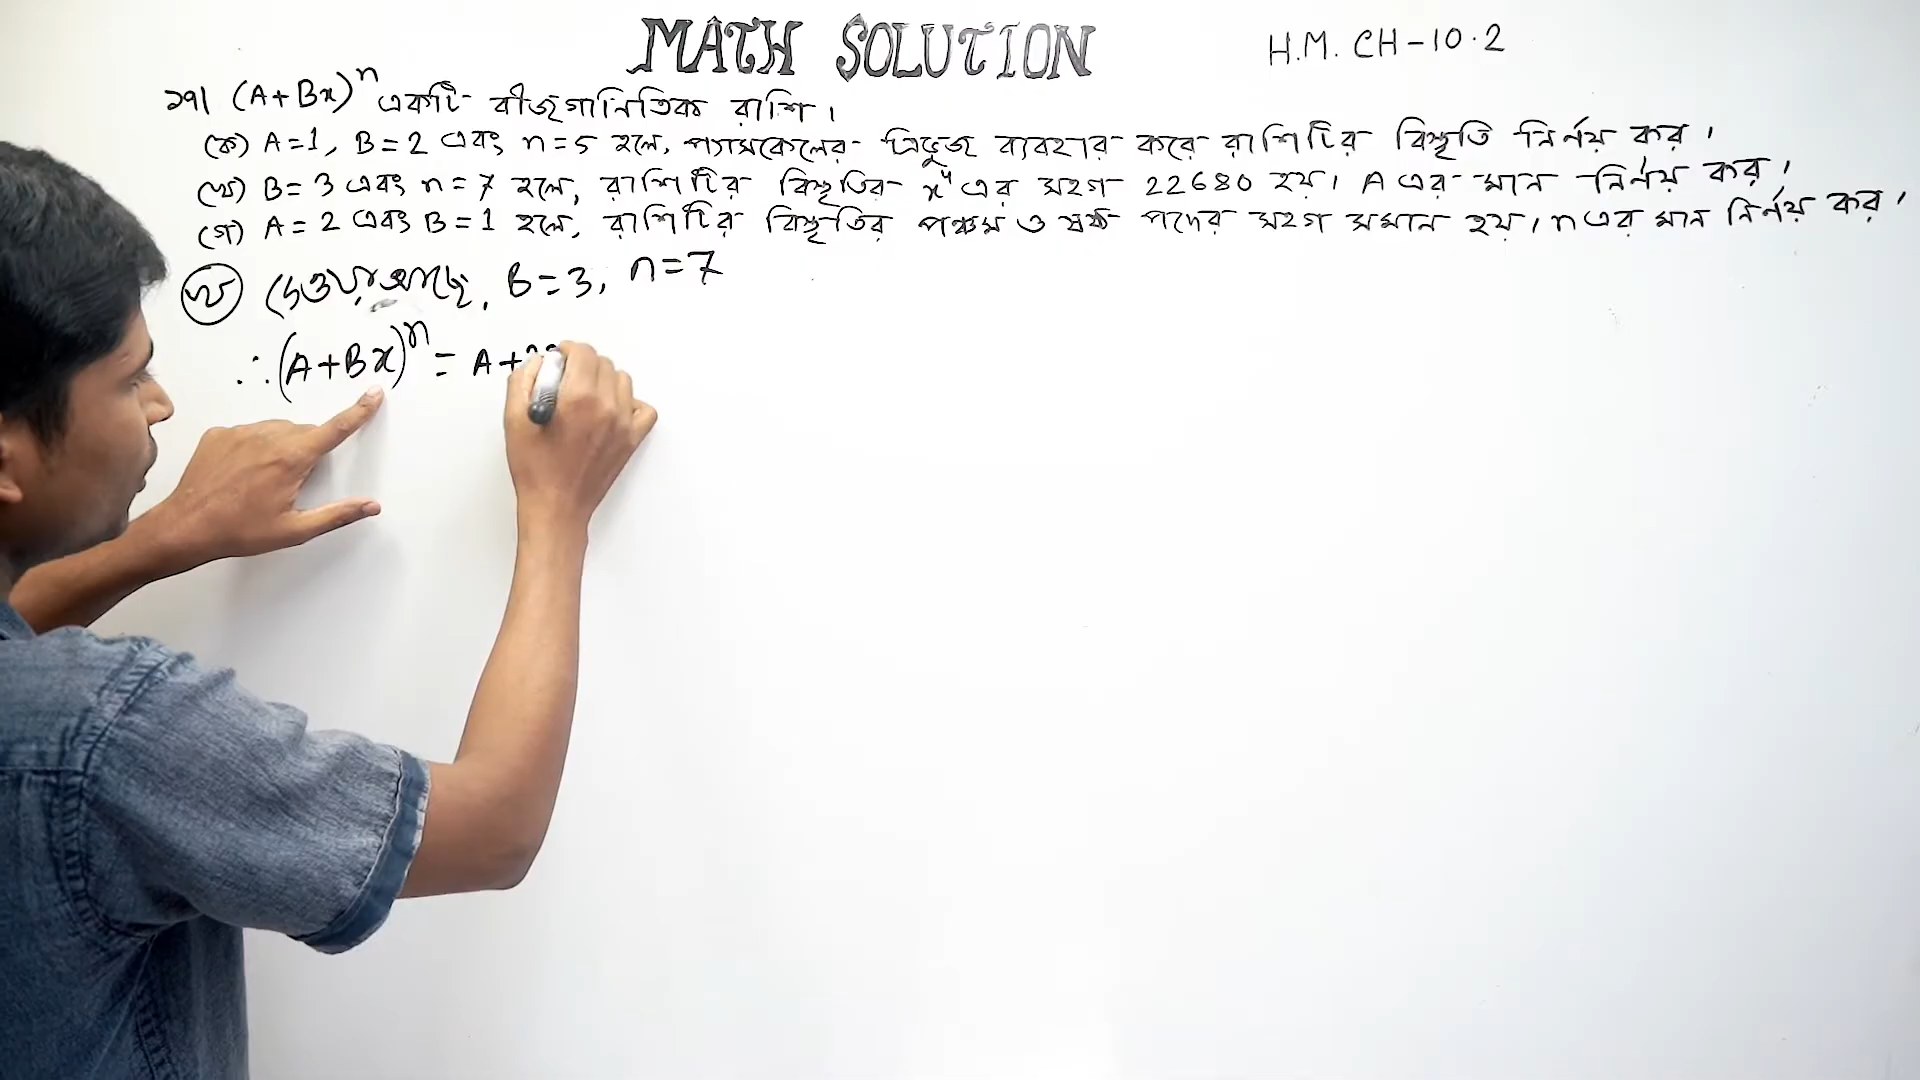 MATH SOLUTION
H.M. CH-10.2
১৭। (A+Bx)ⁿ একটি বীজগানিতিক রাশি।
(ক) A=1, B=2 এবং n=5 হলে, প্যাসকেলের ত্রিভুজ ব্যবহার করে রাশিটির বিস্তৃতি নির্ণয় কর।
(খ) B=3 এবং n=7 হলে, রাশিটির বিস্তৃতির x⁴ এর সহগ 22680 হয়। A এর মান নির্ণয় কর।
(গ) A=2 এবং B=1 হলে, রাশিটির বিস্তৃতির পঞ্চম ও ষষ্ঠ পদের সহগ সমান হয়। n এর মান নির্ণয় কর।
(খ) দেওয়া আছে, B=3, n=7
∴ (A+Bx)ⁿ = A+